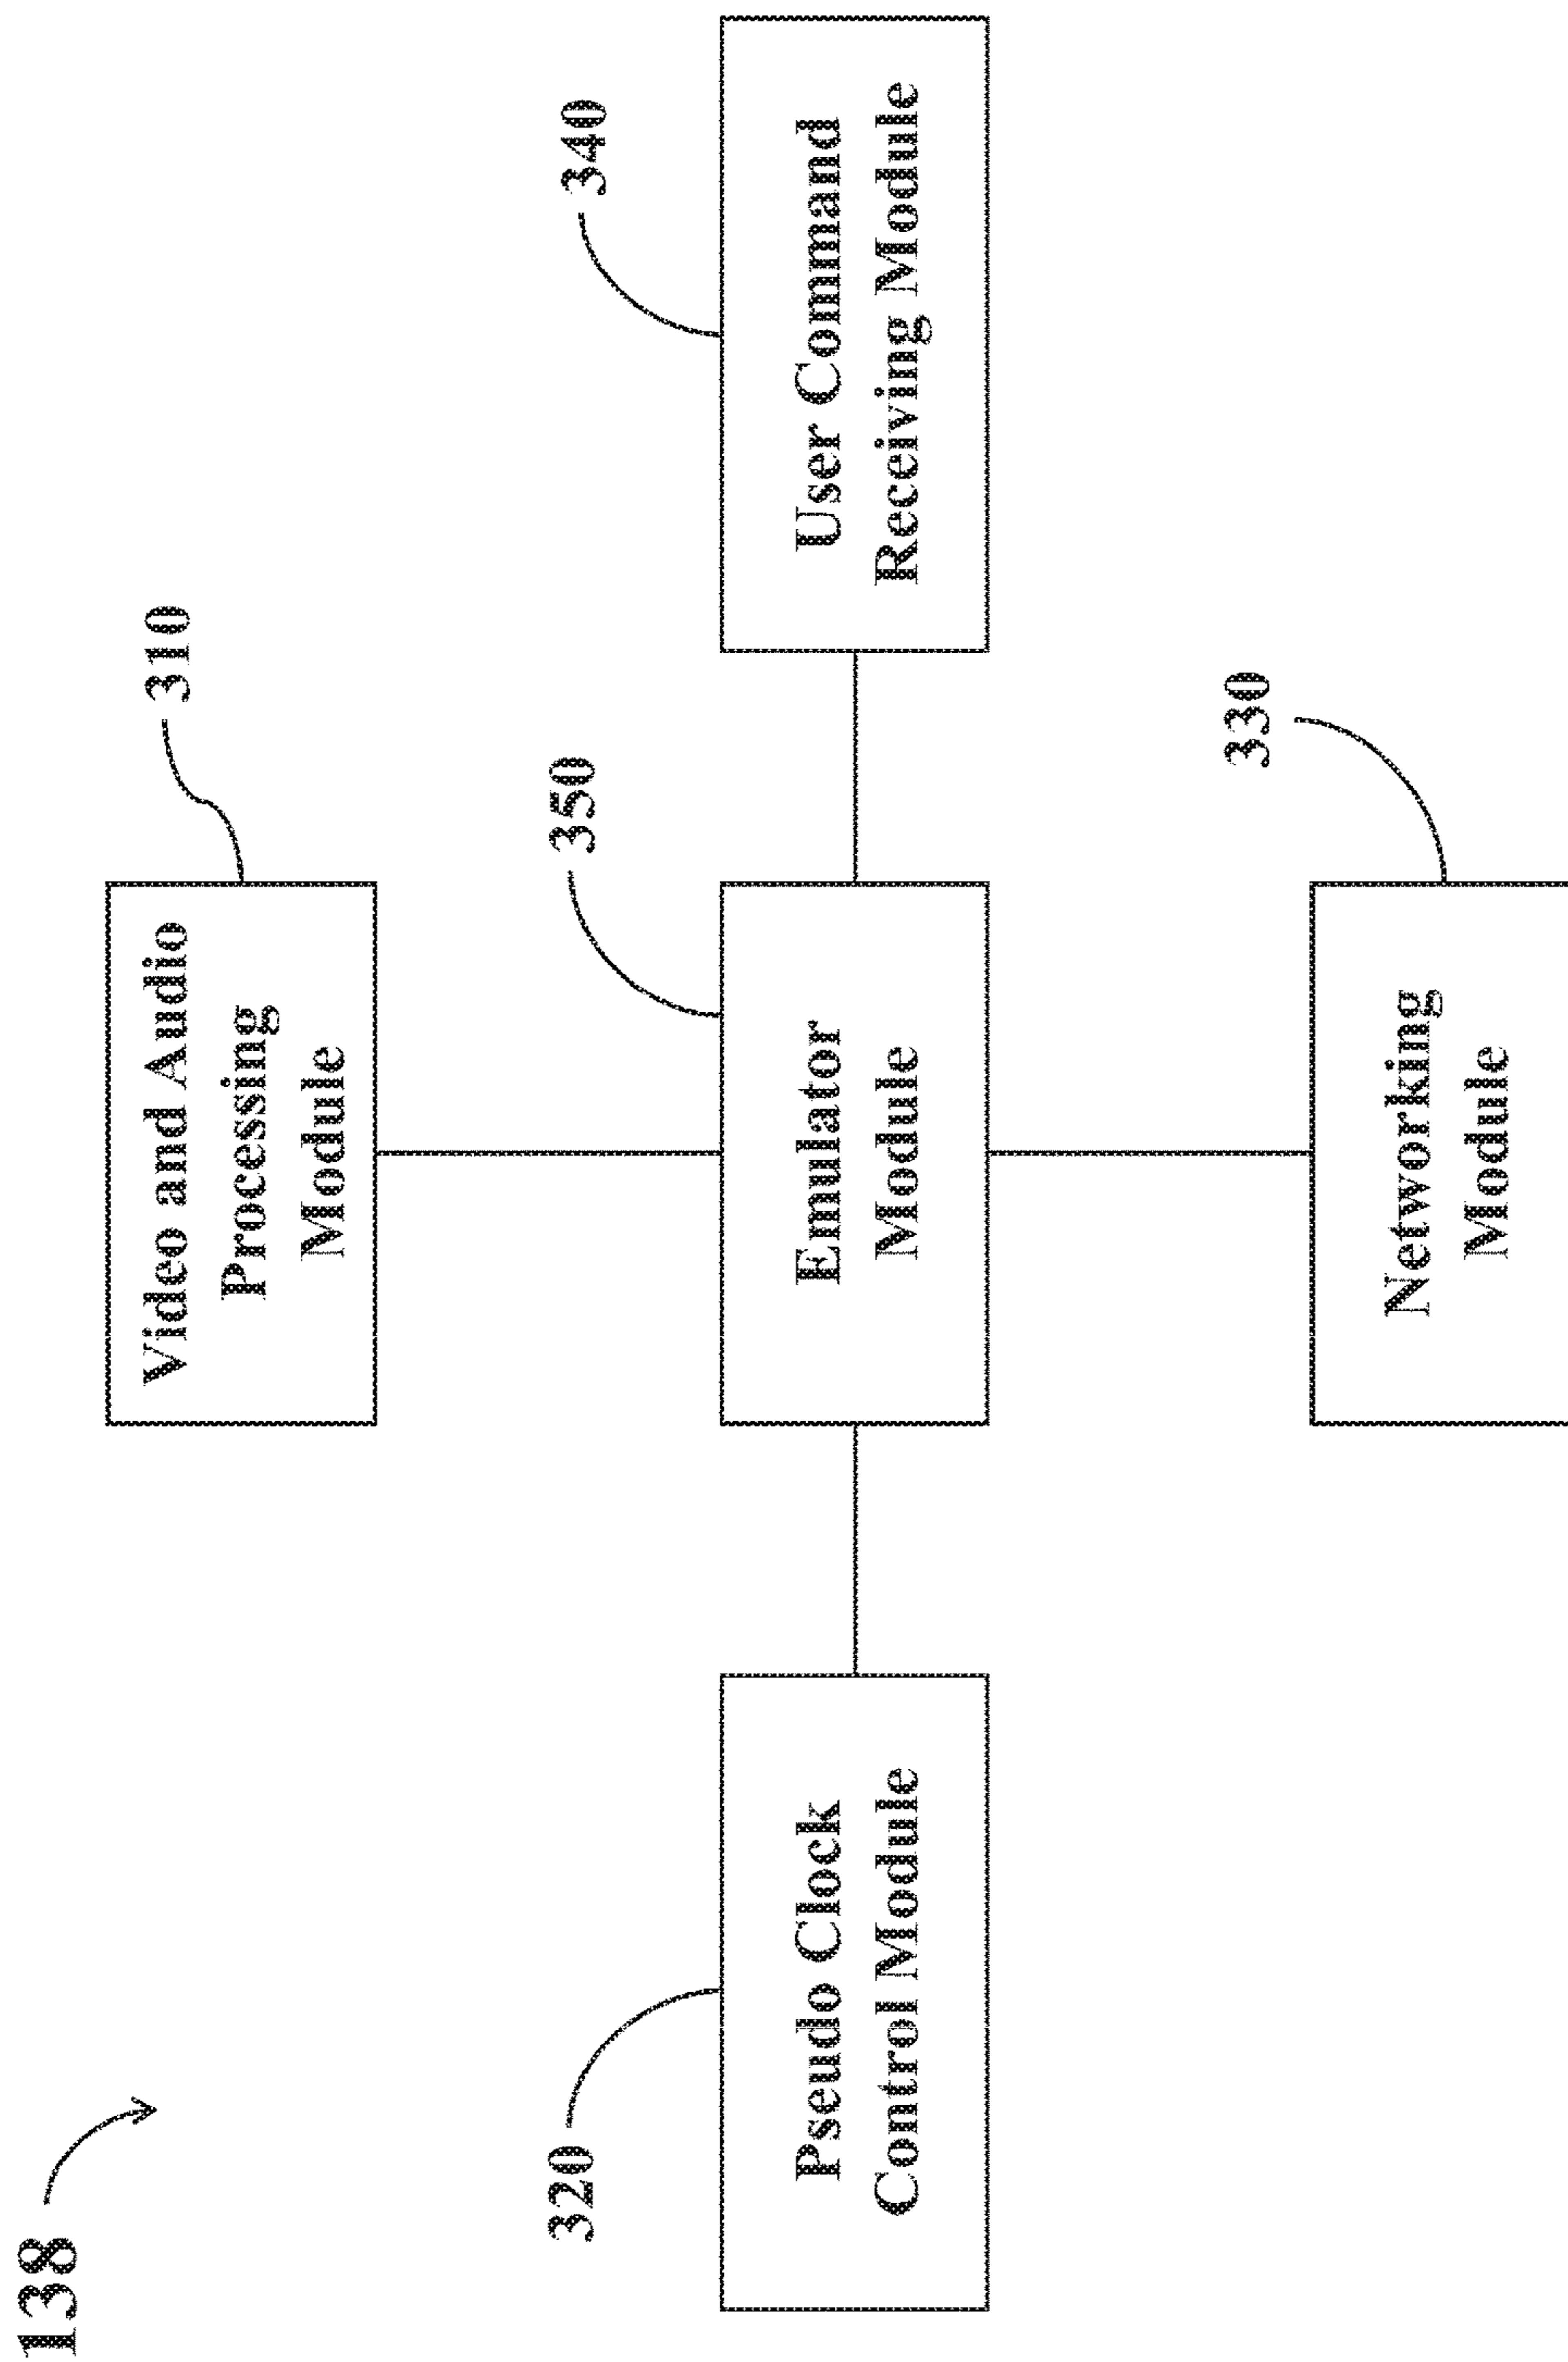 138
310
Video and Audio
Processing
Module
320
Pseudo Clock
Control Module
350
Emulator
Module
340
User Command
Receiving Module
330
Networking
Module